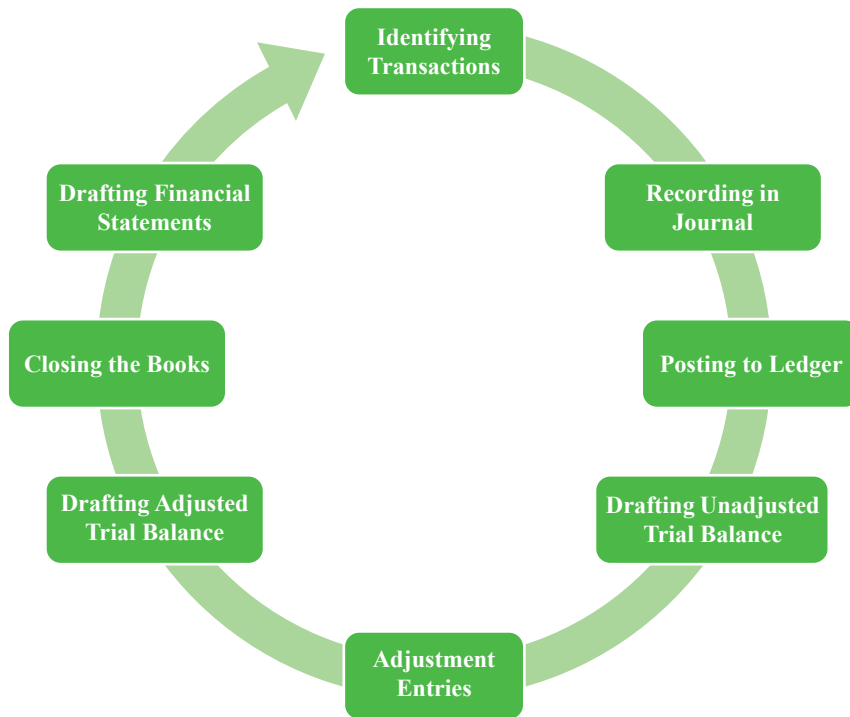 Identifying
Transactions
Recording in
Journal
Posting to Ledger
Drafting Unadjusted
Trial Balance
Adjustment
Entries
Drafting Adjusted
Trial Balance
Closing the Books
Drafting Financial
Statements